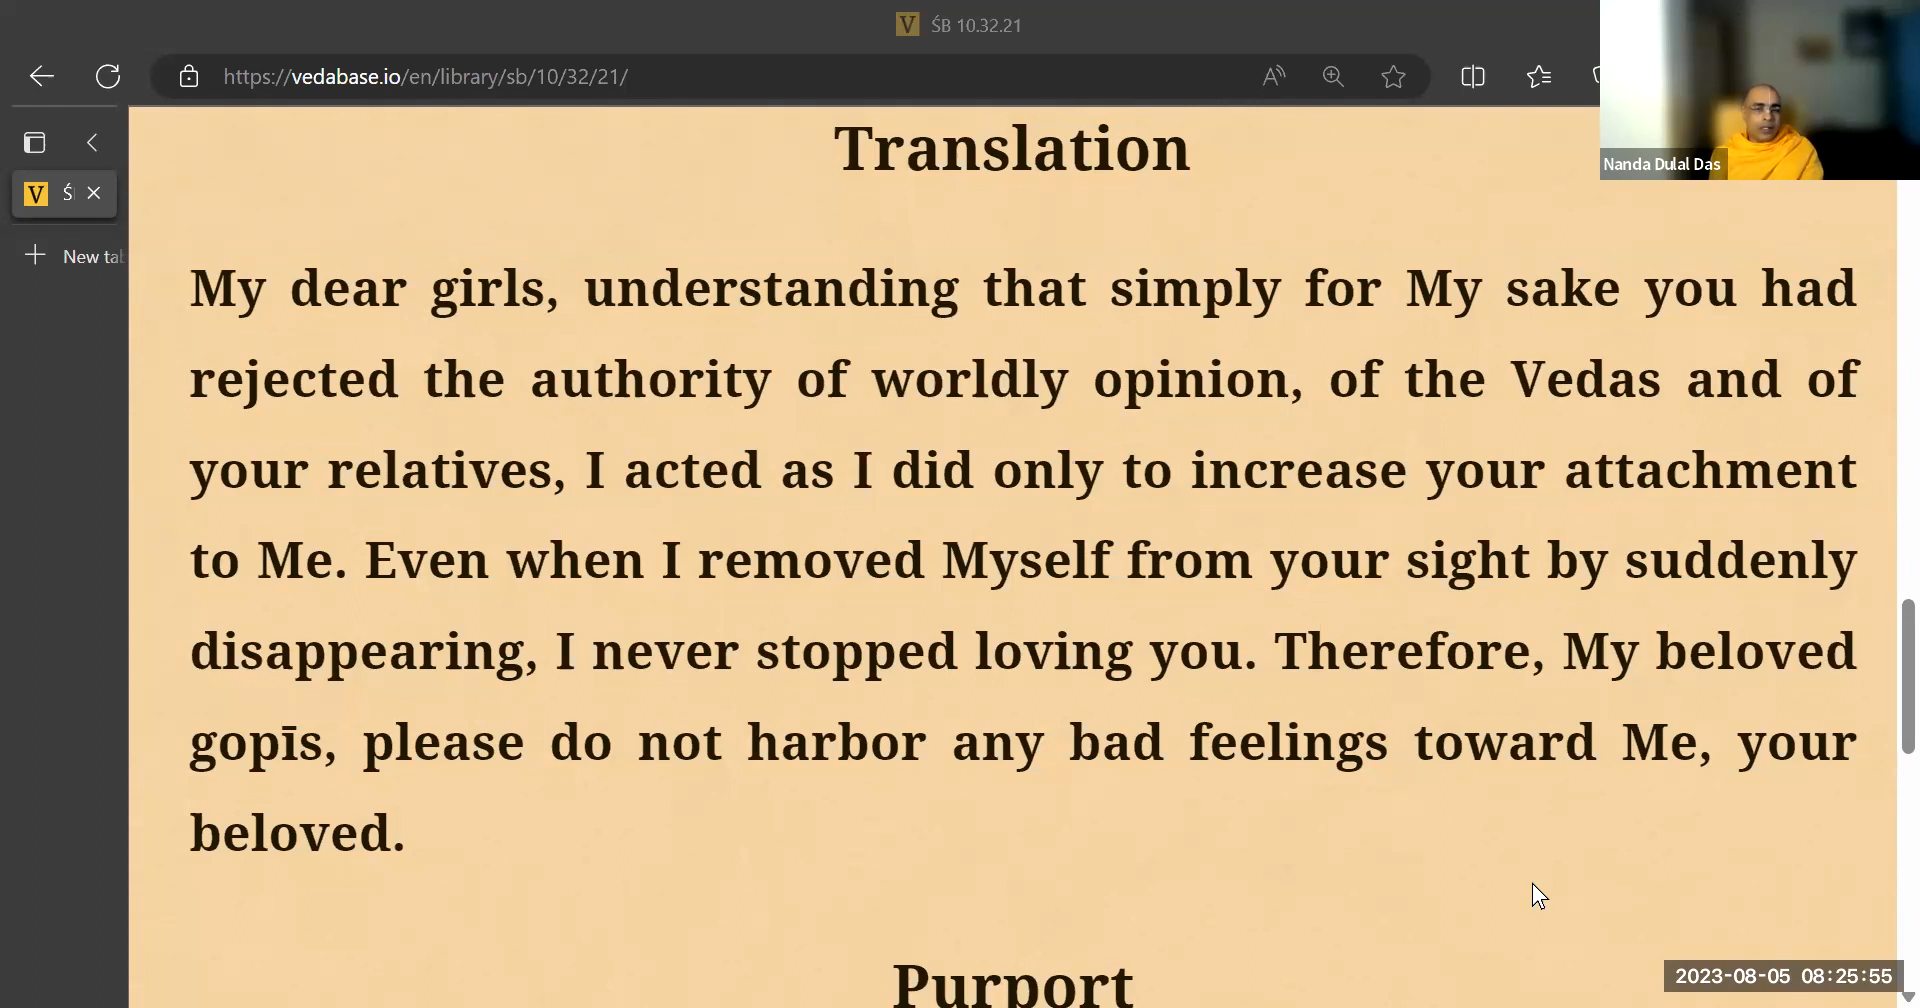 ŚB 10.32.21
https://vedabase.io/en/library/sb/10/32/21/
Nanda Dulal Das
Ś
New tab
Translation
My dear girls, understanding that simply for My sake you had
rejected the authority of worldly opinion, of the Vedas and of
your relatives, I acted as I did only to increase your attachment
to Me. Even when I removed Myself from your sight by suddenly
disappearing, I never stopped loving you. Therefore, My beloved
gopīs, please do not harbor any bad feelings toward Me, your
beloved.
Purport
2023-08-05 08:25:55